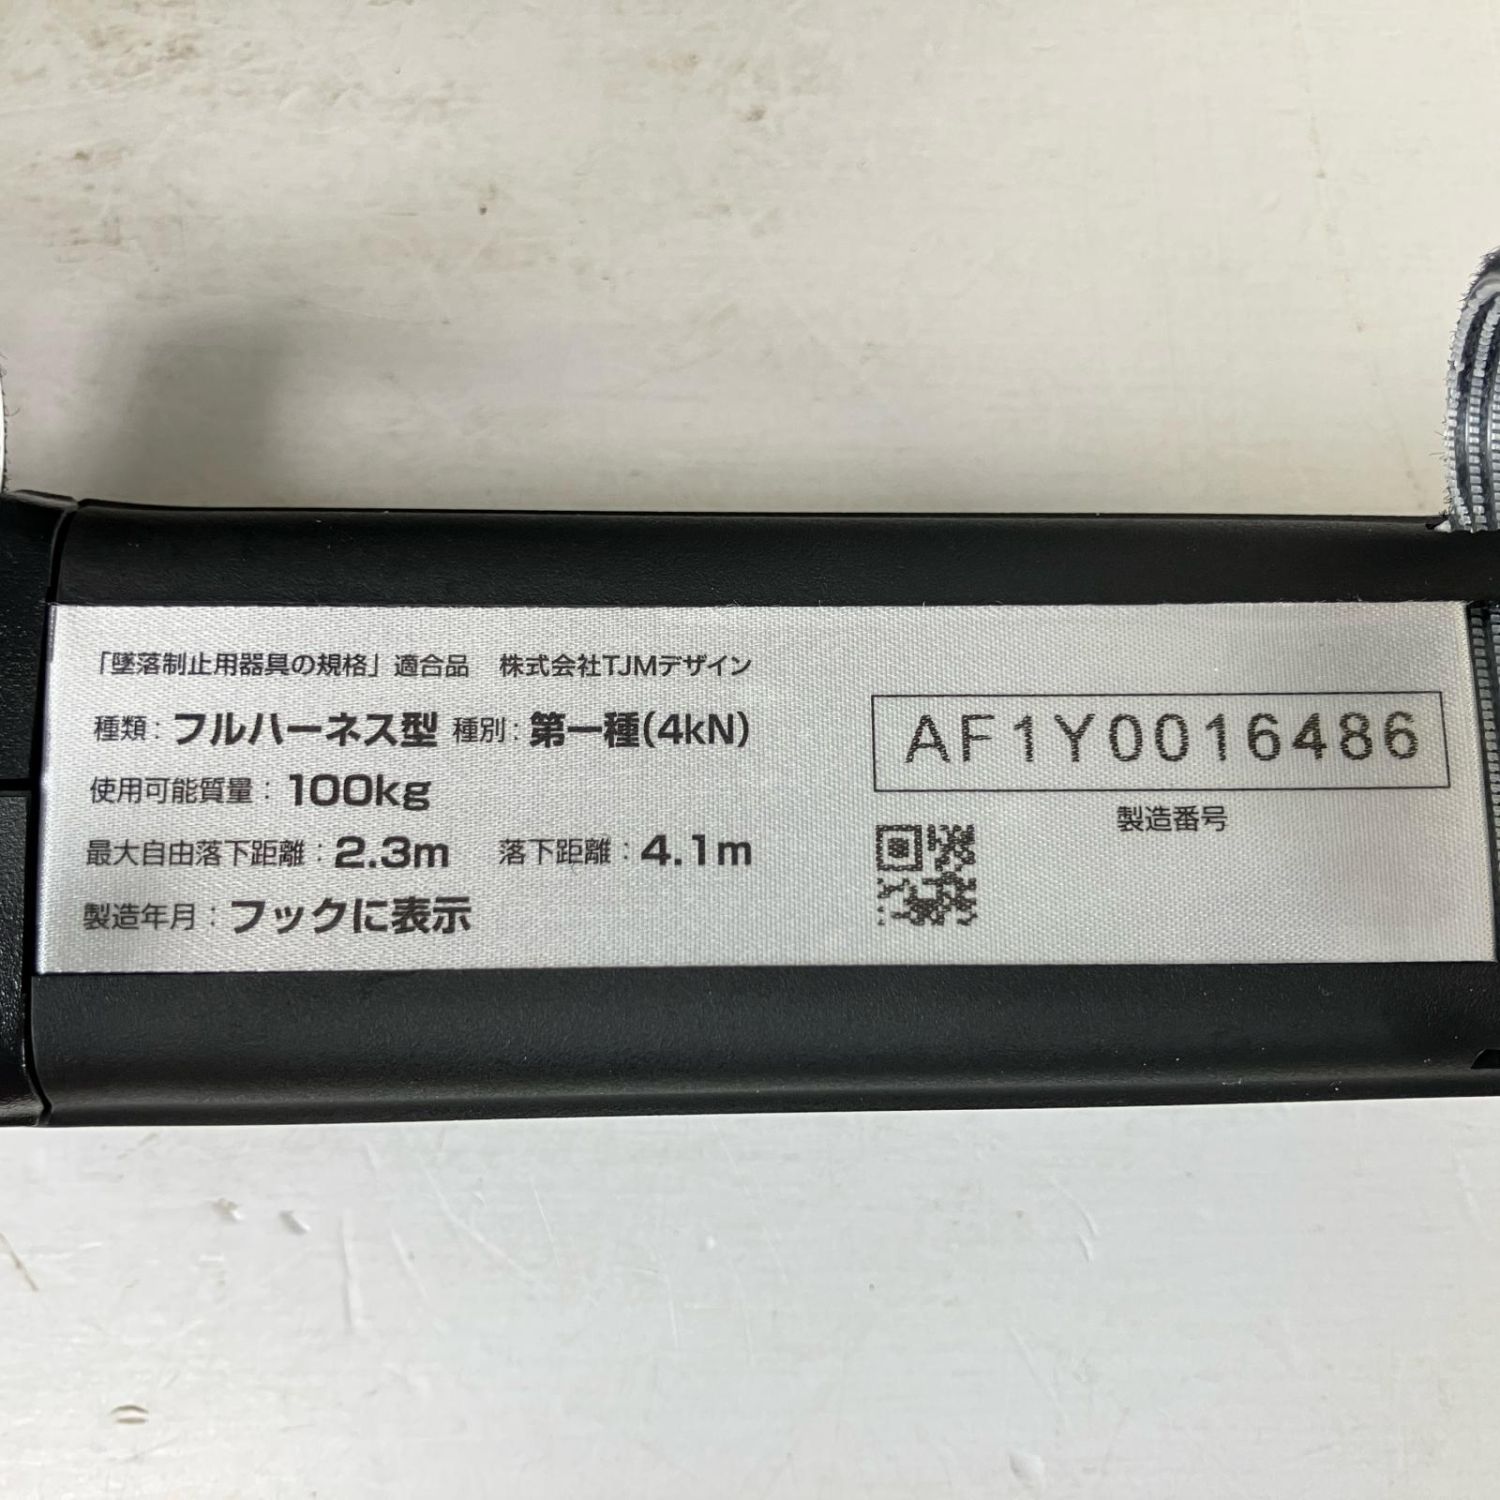 「墜落制止用器具の規格」適合品　株式会社TJMデザイン
種類：フルハーネス型 種別：第一種(4kN)
使用可能質量：100kg
最大自由落下距離：2.3m　落下距離：4.1m
製造年月：フックに表示
AF1Y0016486
製造番号